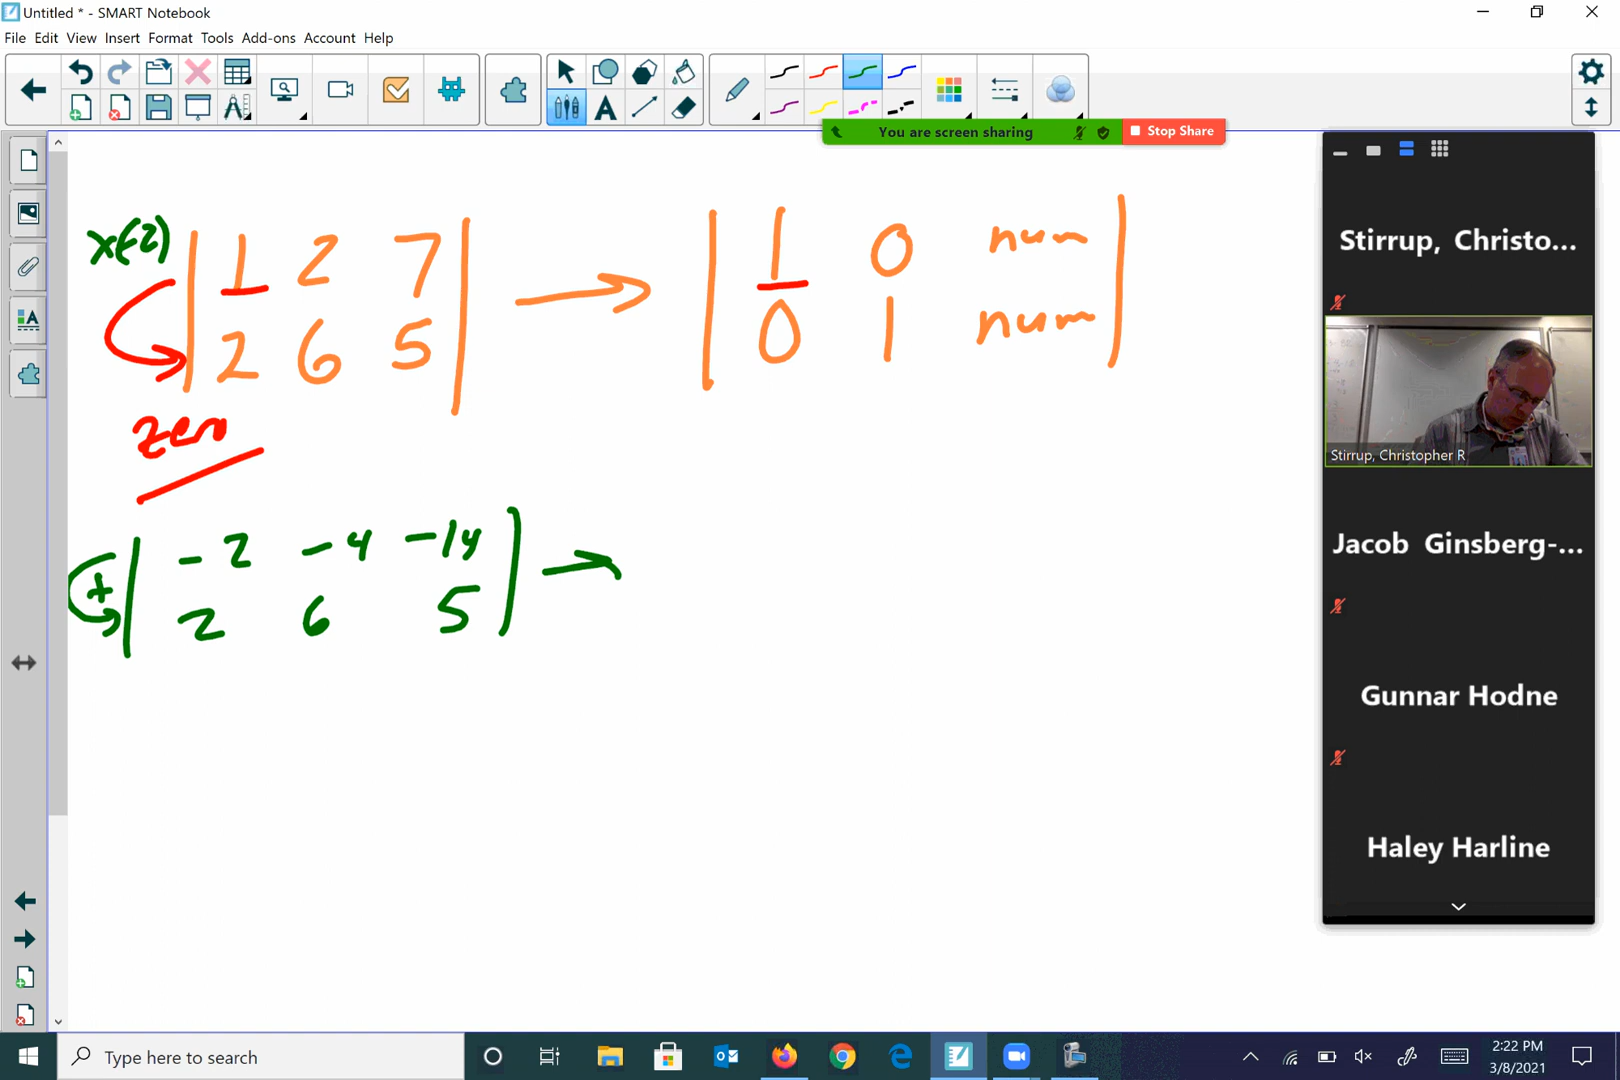 Untitled * - SMART Notebook
File Edit View Insert Format Tools Add-ons Account Help
You are screen sharing
Stop Share
x(-2)
1 2 7
2 6 5
zero
1 0 num
0 1 num
-2 -4 -14
+
2 6 5
Stirrup, Christo...
Stirrup, Christopher R
Jacob Ginsberg-...
Gunnar Hodne
Haley Harline
Type here to search
2:22 PM
3/8/2021